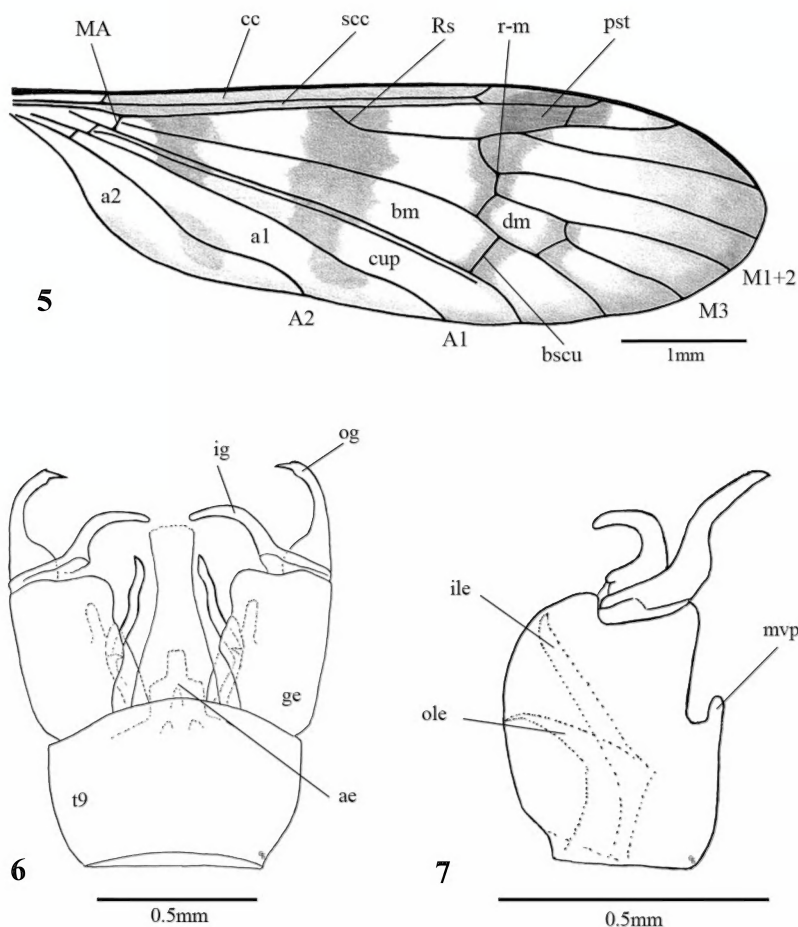 MA cc scc Rs r-m pst
a2 a1 bm cup dm
5
A2 A1 bscu M3 M1+2
1mm
ig og
ge
t9 ae
6
0.5mm
ile mvp
ole
7
0.5mm